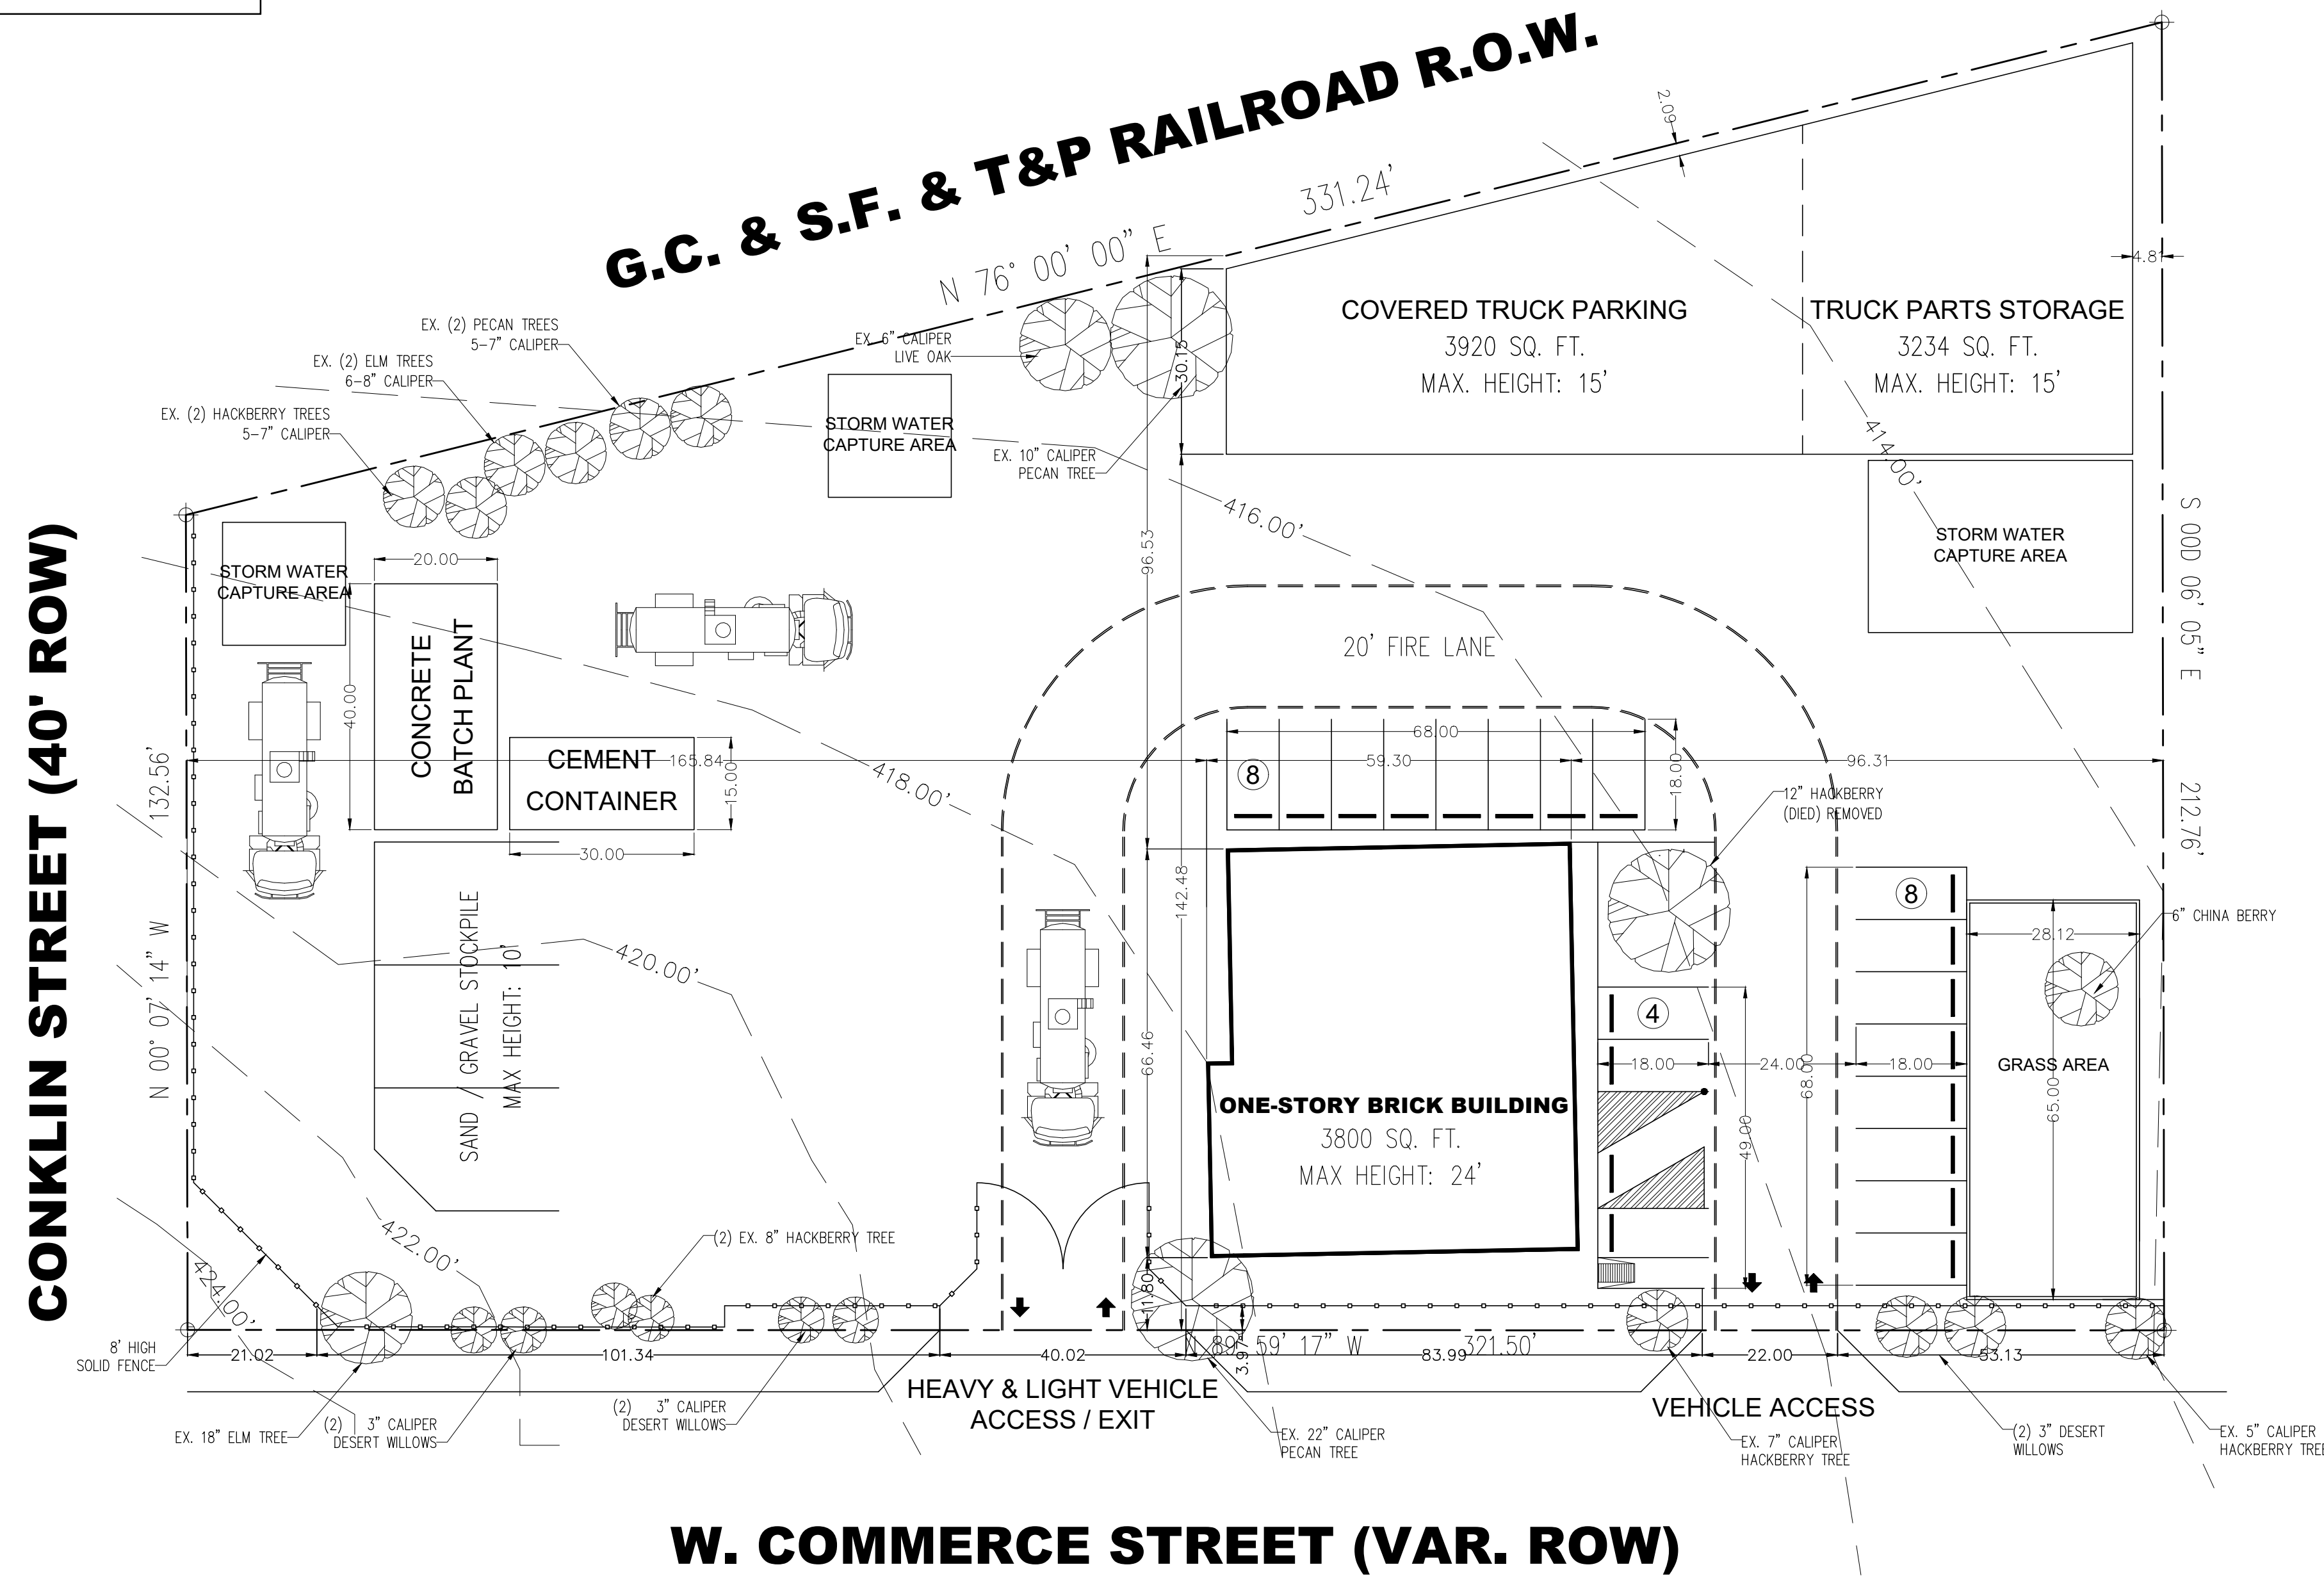 G.C. & S.F. & T&P RAILROAD R.O.W.
331.24'
N 76° 00' 00" E
2.09
4.81
COVERED TRUCK PARKING
3920 SQ. FT.
MAX. HEIGHT: 15'
TRUCK PARTS STORAGE
3234 SQ. FT.
MAX. HEIGHT: 15'
EX. (2) PECAN TREES
5-7" CALIPER
EX. (2) ELM TREES
6-8" CALIPER
EX. (2) HACKBERRY TREES
5-7" CALIPER
EX. 6" CALIPER
LIVE OAK
30.15
STORM WATER
CAPTURE AREA
EX. 10" CALIPER
PECAN TREE
414.00'
416.00'
STORM WATER
CAPTURE AREA
S 00D 06' 05" E
212.76'
STORM WATER
CAPTURE AREA
20.00
40.00
CONCRETE
BATCH PLANT
96.53
20' FIRE LANE
CONKLIN STREET (40' ROW)
132.56'
N 00° 07' 14" W
CEMENT
CONTAINER
165.84
15.00
30.00
418.00'
68.00
59.30
8
18.00
96.31
12" HACKBERRY
(DIED) REMOVED
142.48
66.46
SAND / GRAVEL STOCKPILE
MAX HEIGHT: 10'
420.00'
8
28.12
6" CHINA BERRY
4
18.00
24.00
68.00
18.00
GRASS AREA
65.00
49.00
ONE-STORY BRICK BUILDING
3800 SQ. FT.
MAX HEIGHT: 24'
422.00'
424.00'
(2) EX. 8" HACKBERRY TREE
11.80
8' HIGH
SOLID FENCE
21.02
101.34
40.02
89° 59' 17" W
3.97
83.99
321.50'
22.00
53.13
HEAVY & LIGHT VEHICLE
ACCESS / EXIT
VEHICLE ACCESS
EX. 18" ELM TREE
(2) 3" CALIPER
DESERT WILLOWS
(2) 3" CALIPER
DESERT WILLOWS
EX. 22" CALIPER
PECAN TREE
EX. 7" CALIPER
HACKBERRY TREE
(2) 3" DESERT
WILLOWS
EX. 5" CALIPER
HACKBERRY TREE
W. COMMERCE STREET (VAR. ROW)